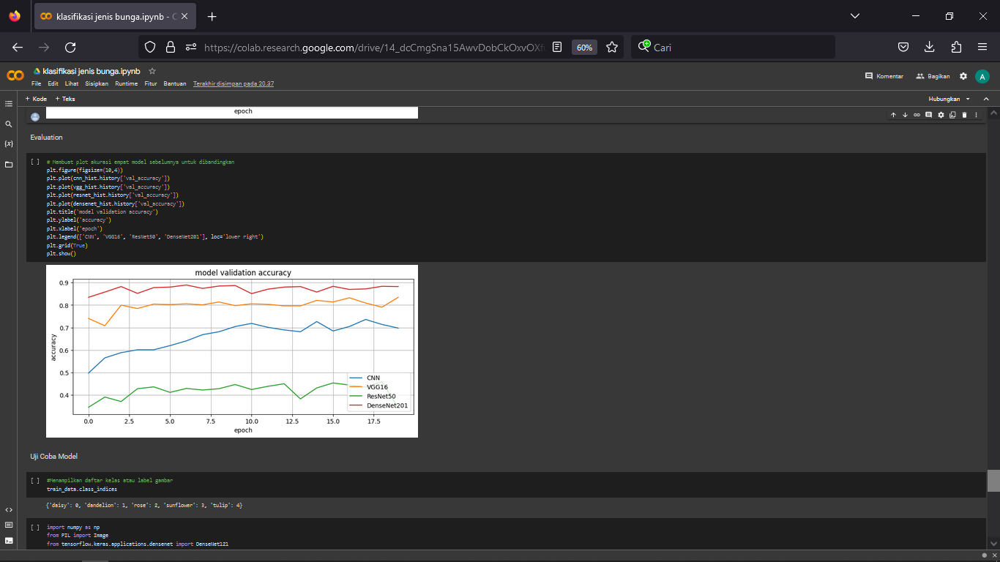 klasifikasi jenis bunga.ipynb - C
https://colab.research.google.com/drive/14_dcCmgSna15AwvDobCkOxvOXf
60%
Cari
klasifikasi jenis bunga.ipynb
File Edit Lihat Sisipkan Runtime Fitur Bantuan Terakhir disimpan pada 20.37
Komentar
Bagikan
A
+ Kode + Teks
Hubungkan
epoch
Evaluation
[ ] # Membuat plot akurasi empat model sebelumnya untuk dibandingkan
plt.figure(figsize=(10,4))
plt.plot(cnn_hist.history['val_accuracy'])
plt.plot(vgg_hist.history['val_accuracy'])
plt.plot(resnet_hist.history['val_accuracy'])
plt.plot(densenet_hist.history['val_accuracy'])
plt.title('model validation accuracy')
plt.ylabel('accuracy')
plt.xlabel('epoch')
plt.legend(['CNN', 'VGG16', 'ResNet50', 'DenseNet201'], loc='lower right')
plt.grid(True)
plt.show()
model validation accuracy
accuracy
0.9
0.8
0.7
0.6
0.5
0.4
CNN
VGG16
ResNet50
DenseNet201
0.0 2.5 5.0 7.5 10.0 12.5 15.0 17.5
epoch
Uji Coba Model
[ ] #Menampilkan daftar kelas atau label gambar
train_data.class_indices
{'daisy': 0, 'dandelion': 1, 'rose': 2, 'sunflower': 3, 'tulip': 4}
[ ] import numpy as np
from PIL import Image
from tensorflow.keras.applications.densenet import DenseNet121